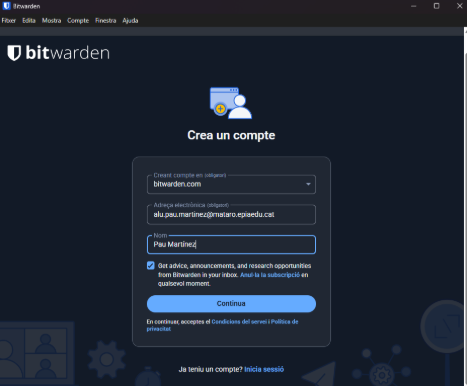 Bitwarden
Fitxer Edita Mostra Compte Finestra Ajuda
bitwarden
Crea un compte
Creant compte en (obligatori)
bitwarden.com
Adreça electrònica (obligatori)
alu.pau.martinez@mataro.epiaedu.cat
Nom
Pau Martínez
Get advice, announcements, and research opportunities
from Bitwarden in your inbox. Anul·la la subscripció en
qualsevol moment.
Continua
En continuar, acceptes el Condicions del servei i Política de
privacitat
Ja teniu un compte? Inicia sessió